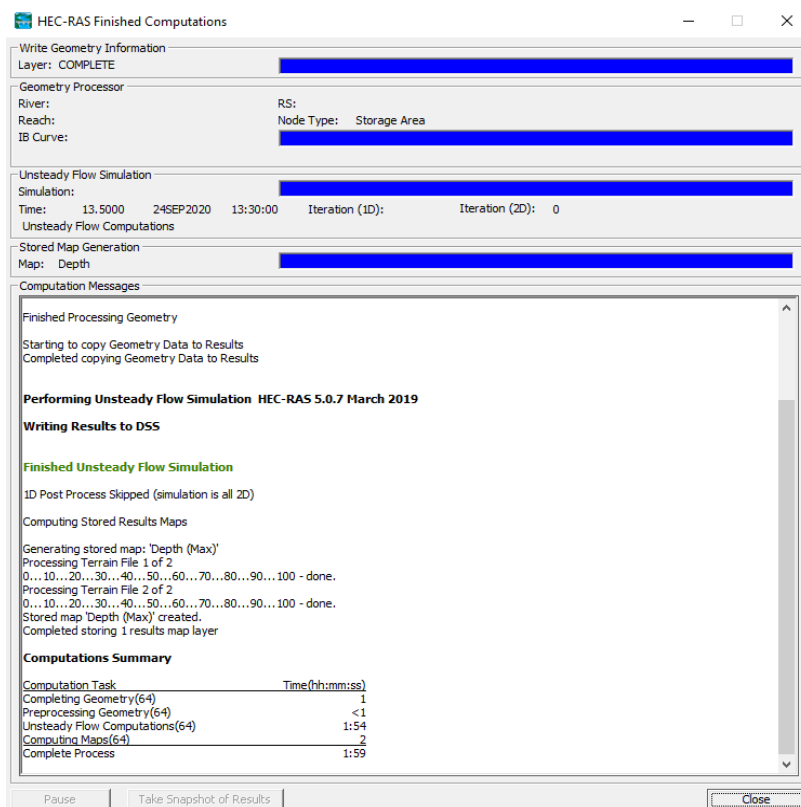 HEC-RAS Finished Computations
Write Geometry Information
Layer: COMPLETE
Geometry Processor
River: RS:
Reach: Node Type: Storage Area
IB Curve:
Unsteady Flow Simulation
Simulation:
Time: 13.5000 24SEP2020 13:30:00 Iteration (1D): Iteration (2D): 0
Unsteady Flow Computations
Stored Map Generation
Map: Depth
Computation Messages
Finished Processing Geometry
Starting to copy Geometry Data to Results
Completed copying Geometry Data to Results
Performing Unsteady Flow Simulation HEC-RAS 5.0.7 March 2019
Writing Results to DSS
Finished Unsteady Flow Simulation
1D Post Process Skipped (simulation is all 2D)
Computing Stored Results Maps
Generating stored map: 'Depth (Max)'
Processing Terrain File 1 of 2
0...10...20...30...40...50...60...70...80...90...100 - done.
Processing Terrain File 2 of 2
0...10...20...30...40...50...60...70...80...90...100 - done.
Stored map 'Depth (Max)' created.
Completed storing 1 results map layer
Computations Summary
Computation Task Time(hh:mm:ss)
Completing Geometry(64) 1
Preprocessing Geometry(64) <1
Unsteady Flow Computations(64) 1:54
Computing Maps(64) 2
Complete Process 1:59
Pause Take Snapshot of Results Close